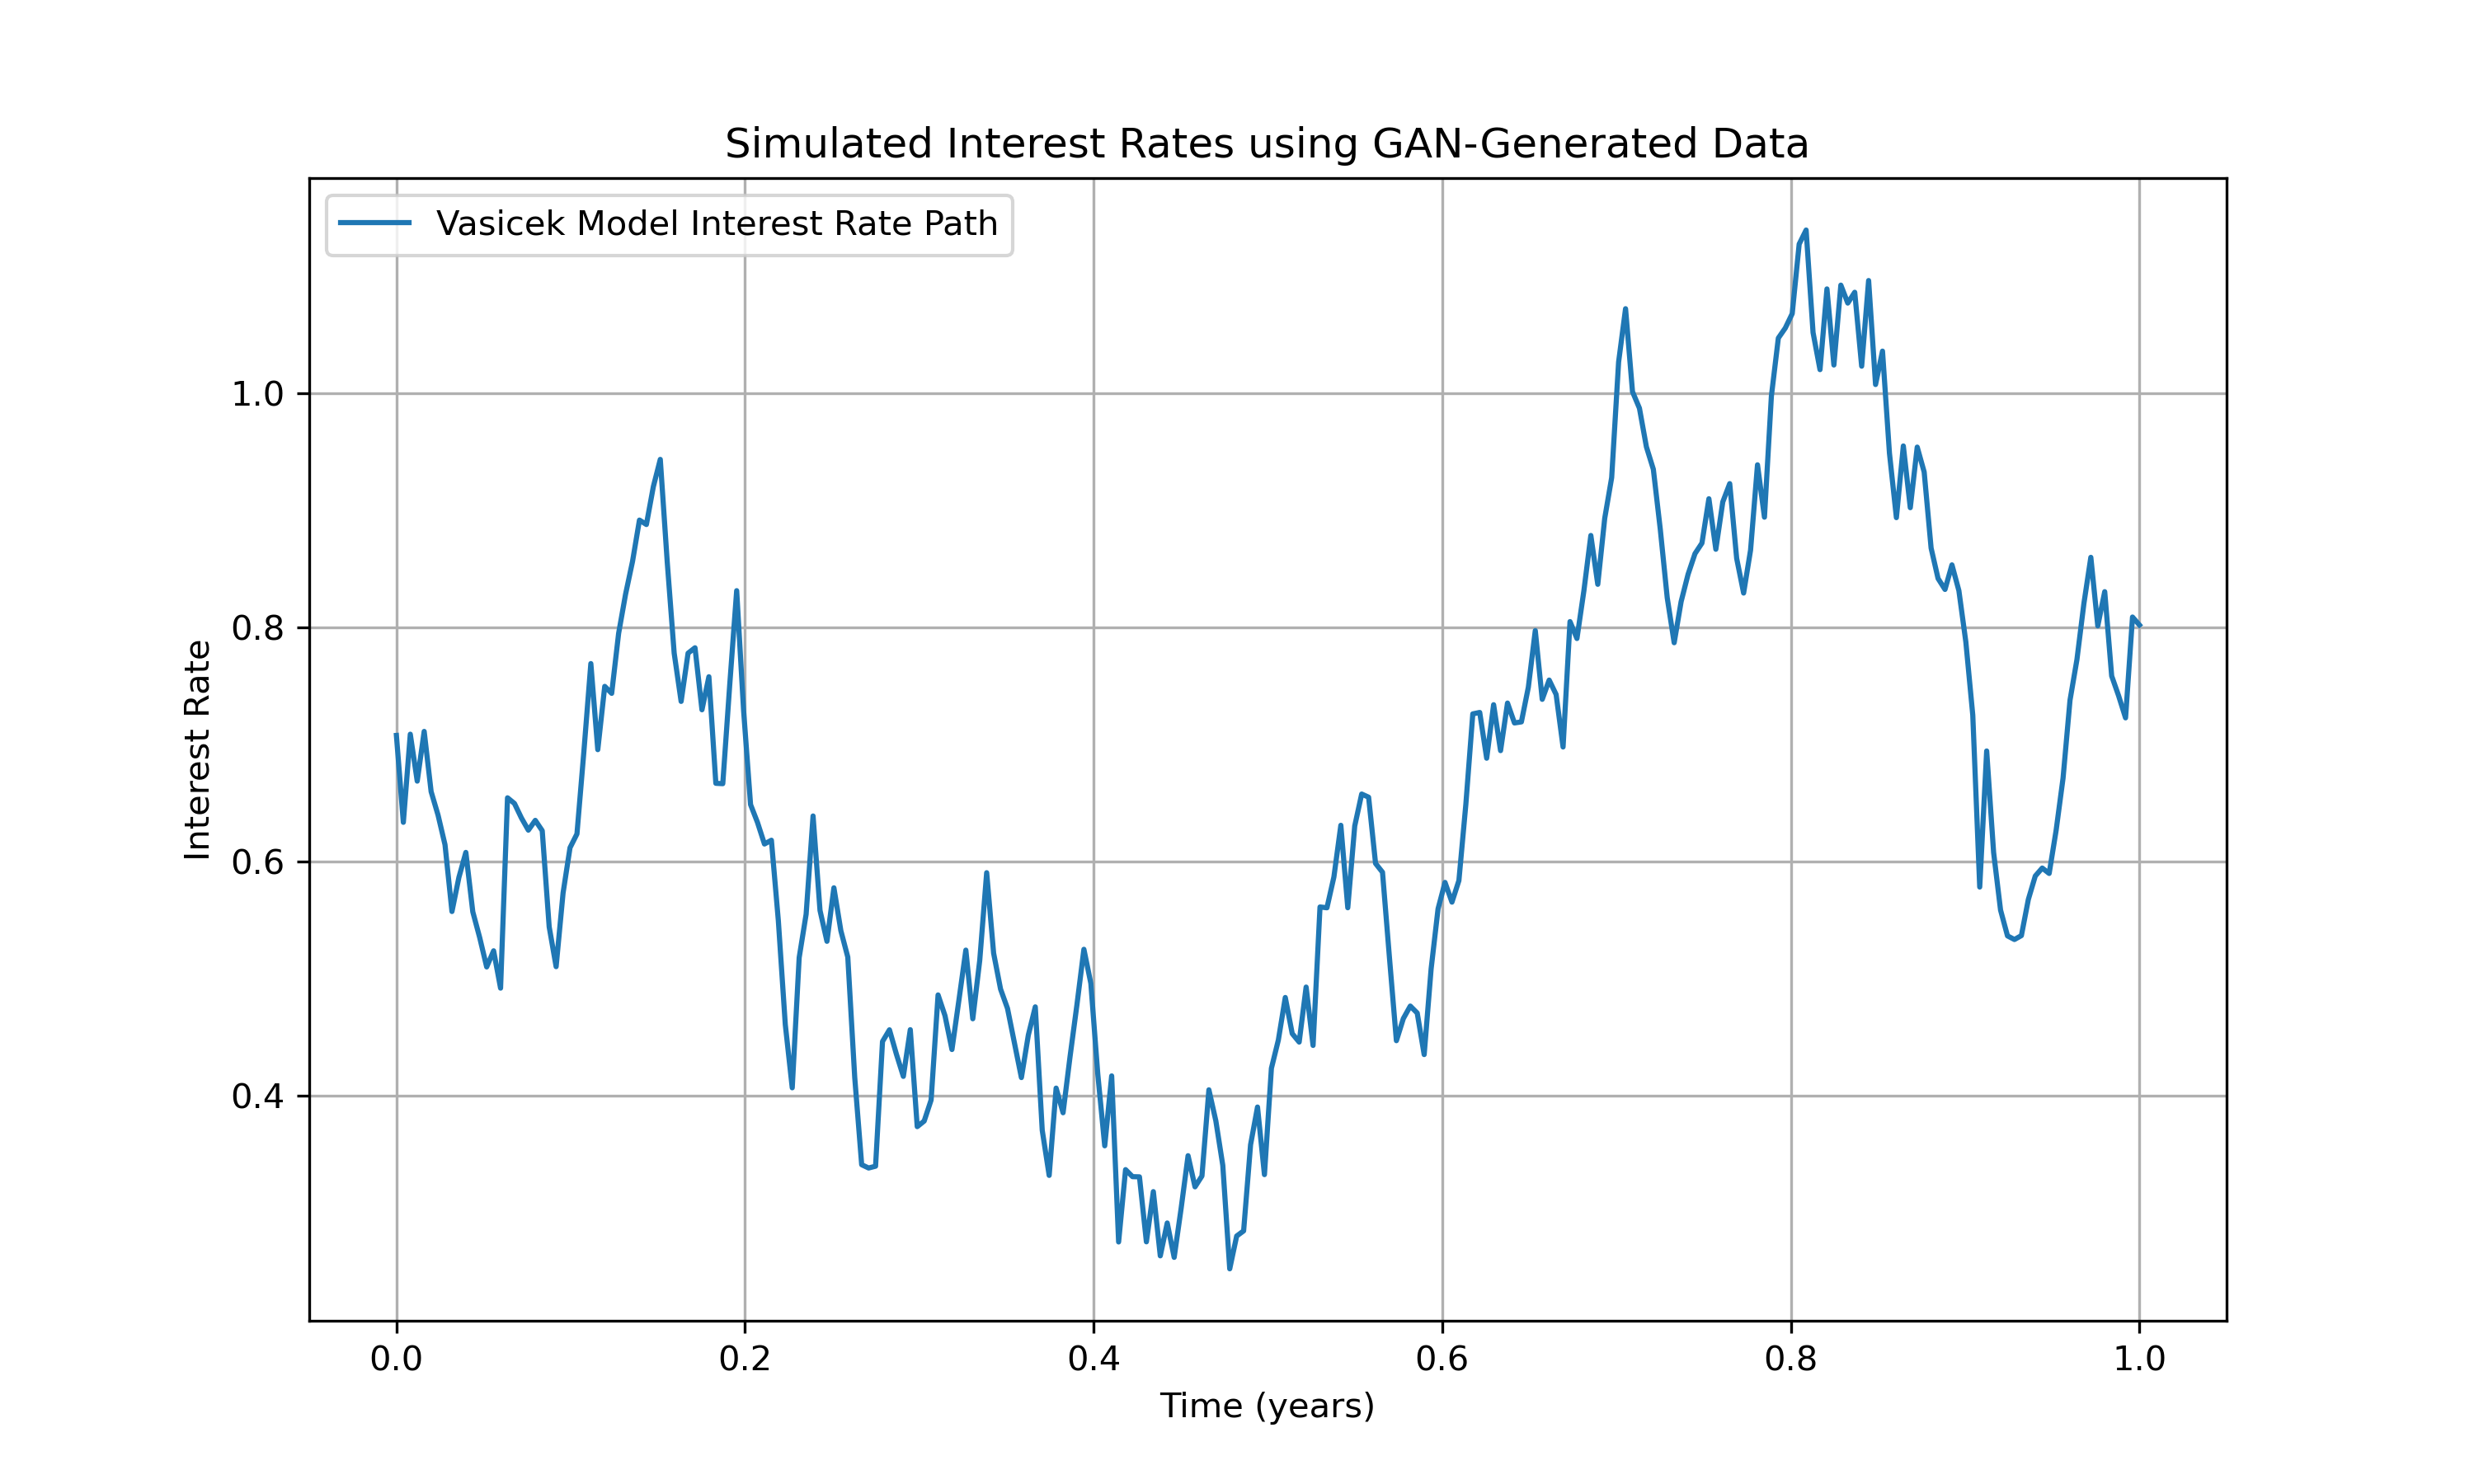 Simulated Interest Rates using GAN-Generated Data
Vasicek Model Interest Rate Path
Interest Rate
1.0
0.8
0.6
0.4
0.0 0.2 0.4 0.6 0.8 1.0
Time (years)